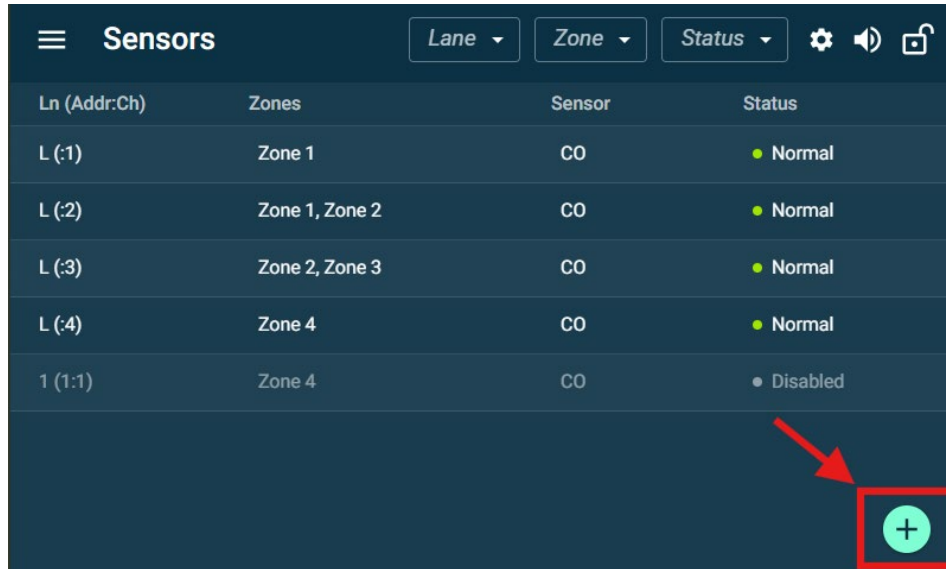 Sensors Lane Zone Status
Ln (Addr:Ch) Zones Sensor Status
L (:1) Zone 1 CO Normal
L (:2) Zone 1, Zone 2 CO Normal
L (:3) Zone 2, Zone 3 CO Normal
L (:4) Zone 4 CO Normal
1 (1:1) Zone 4 CO Disabled
+